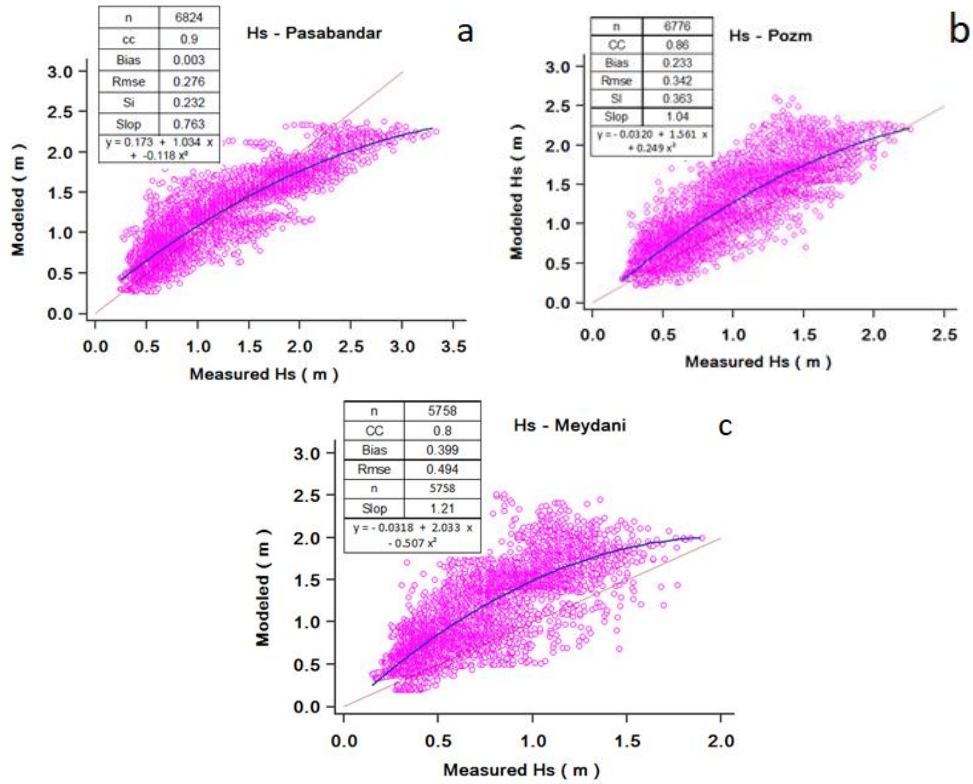 n 6824
cc 0.9
Bias 0.003
Rmse 0.276
Si 0.232
Slop 0.763
y = 0.173 + 1.034 x
+ -0.118 x²
Hs - Pasabandar
a
3.0
2.5
2.0
1.5
1.0
0.5
0.0
Modeled ( m )
0.0 0.5 1.0 1.5 2.0 2.5 3.0 3.5
Measured Hs ( m )
n 6776
CC 0.86
Bias 0.233
Rmse 0.342
SI 0.363
Slop 1.04
y = - 0.0320 + 1.561 x
+ 0.249 x²
Hs - Pozm
b
3.0
2.5
2.0
1.5
1.0
0.5
0.0
Modeled Hs ( m )
0.0 0.5 1.0 1.5 2.0 2.5
Measured Hs ( m )
n 5758
CC 0.8
Bias 0.399
Rmse 0.494
n 5758
Slop 1.21
y = - 0.0318 + 2.033 x
- 0.507 x²
Hs - Meydani
c
3.0
2.5
2.0
1.5
1.0
0.5
0.0
Modeled ( m )
0.0 0.5 1.0 1.5 2.0
Measured Hs ( m )